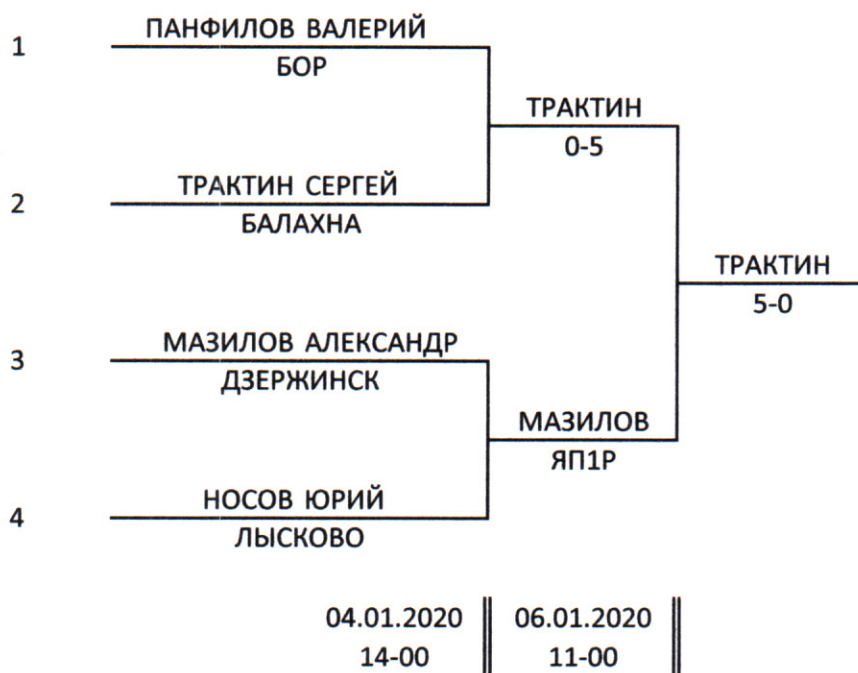 1
ПАНФИЛОВ ВАЛЕРИЙ
БОР
ТРАКТИН
0-5
2
ТРАКТИН СЕРГЕЙ
БАЛАХНА
ТРАКТИН
5-0
3
МАЗИЛОВ АЛЕКСАНДР
ДЗЕРЖИНСК
МАЗИЛОВ
ЯП1Р
4
НОСОВ ЮРИЙ
ЛЫСКОВО
04.01.2020 06.01.2020
14-00 11-00